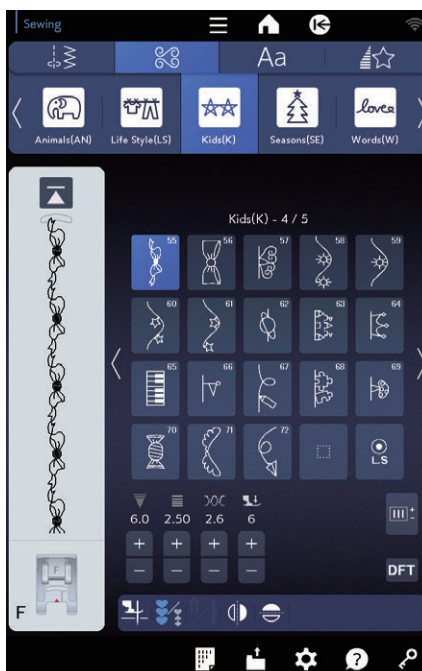 Sewing
Aa
Animals(AN) Life Style(LS) Kids(K) Seasons(SE) Words(W)
love
Kids(K) - 4 / 5
55 56 57 58 59
60 61 62 63 64
65 66 67 68 69
70 71 72
L.S
6.0 2.50 2.6 6
+ + + +
− − − −
DFT
F
F
?